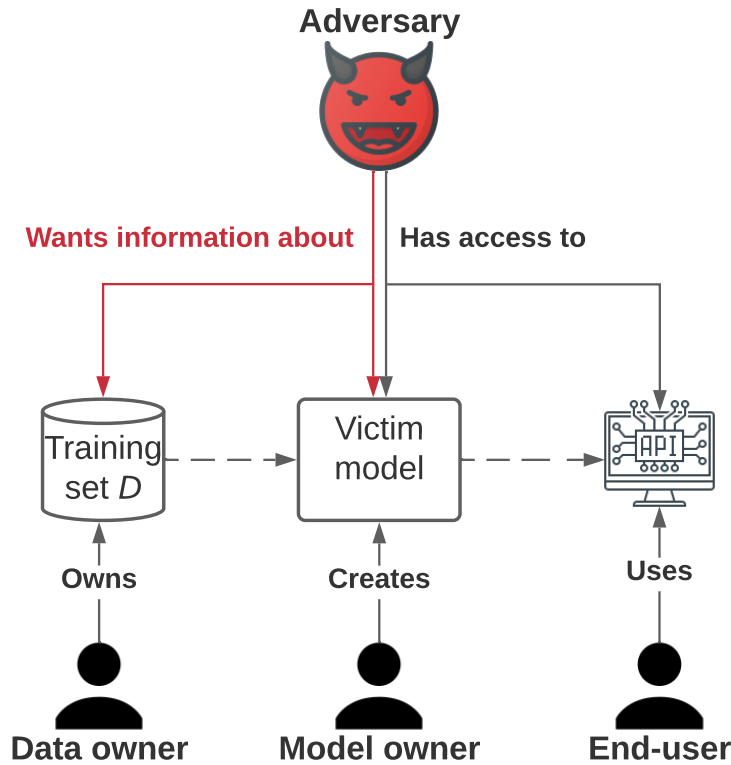 Adversary
Wants information about
Has access to
Training
set D
Victim
model
API
Owns
Creates
Uses
Data owner
Model owner
End-user